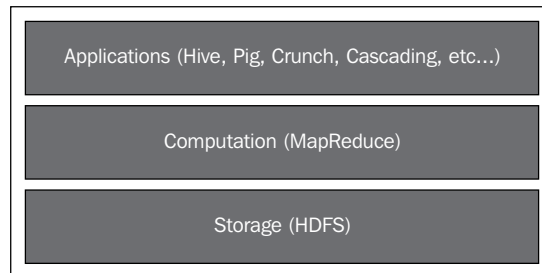 Applications (Hive, Pig, Crunch, Cascading, etc...)
Computation (MapReduce)
Storage (HDFS)